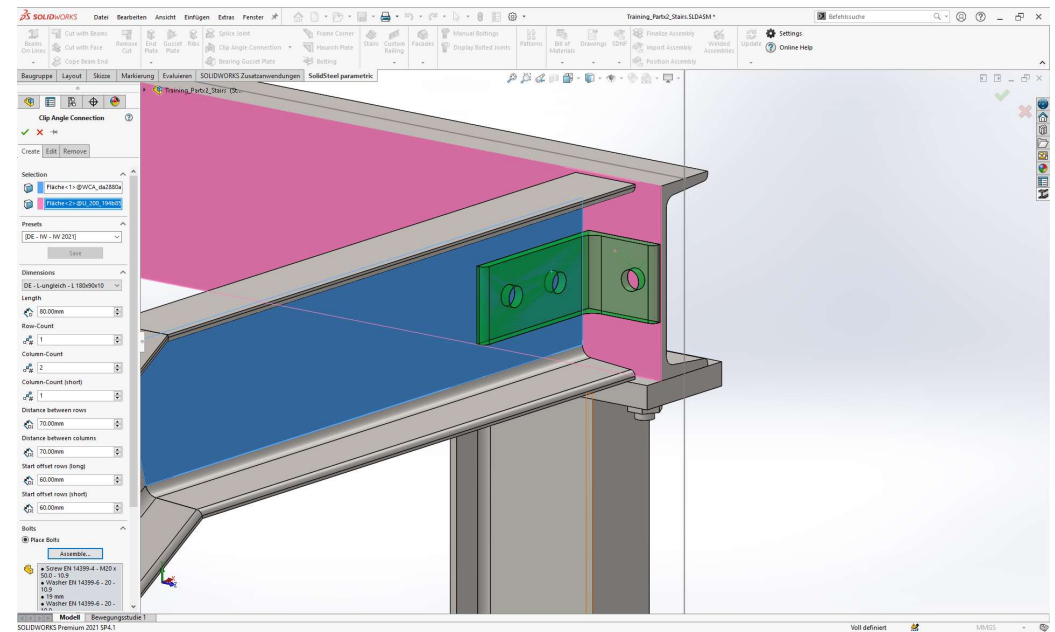 SOLIDWORKS Datei Bearbeiten Ansicht Einfügen Extras Fenster Training_Partx2_Stairs.SLDASM * Befehlssuche
Beams On Lines Cut with Beams Cut with Face Cope Beam End Remove Cut End Plate Gusset Plate Ribs Splice Joint Clip Angle Connection Bearing Gusset Plate Frame Corner Haunch Plate Bolting Stairs Custom Railing Facades Manual Boltings Display Bolted Joints Patterns Bill of Materials Drawings SDNF Finalize Assembly Import Assembly Position Assembly Welded Assemblies Update Settings Online Help
Baugruppe Layout Skizze Markierung Evaluieren SOLIDWORKS Zusatzanwendungen SolidSteel parametric
Training_Partx2_Stairs (St...
Clip Angle Connection
Create Edit Remove
Selection
Fläche<1>@WCA_da2880a
Fläche<2>@U_200_194b85
Presets
[DE - IW - IW 2021]
Save
Dimensions
DE - L-ungleich - L 180x90x10
Length
80.00mm
Row-Count
1
Column-Count
2
Column-Count (short)
1
Distance between rows
70.00mm
Distance between columns
70.00mm
Start offset rows (long)
60.00mm
Start offset rows (short)
60.00mm
Bolts
Place Bolts
Assemble...
• Screw EN 14399-4 - M20 x
50.0 - 10.9
• Washer EN 14399-6 - 20 -
10.9
• 19 mm
• Washer EN 14399-6 - 20 -
10.9
Modell Bewegungsstudie 1
SOLIDWORKS Premium 2021 SP4.1 Voll definiert MMGS